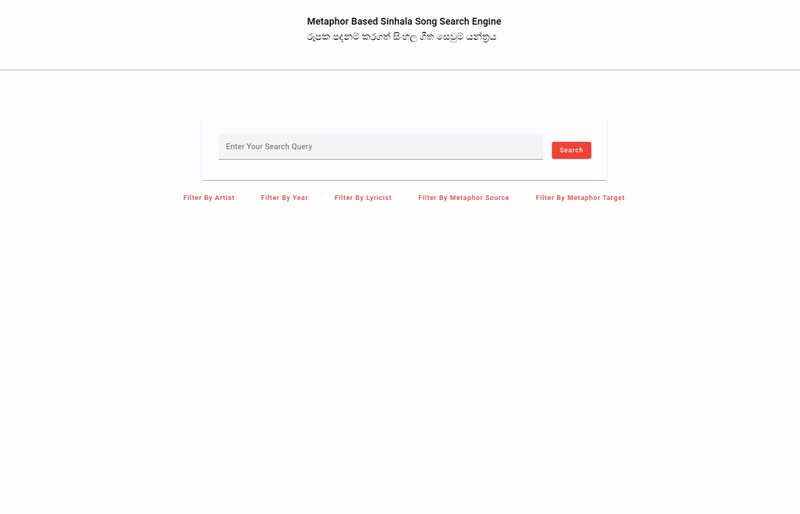 Metaphor Based Sinhala Song Search Engine
රූපක පදනම් කරගත් සිංහල ගීත සෙවුම් යන්ත්‍රය
Enter Your Search Query
Search
Filter By Artist Filter By Year Filter By Lyricist Filter By Metaphor Source Filter By Metaphor Target